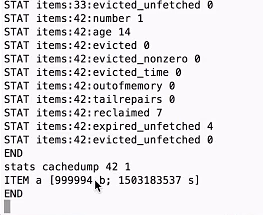 STAT items:33:evicted_unfetched 0
STAT items:42:number 1
STAT items:42:age 14
STAT items:42:evicted 0
STAT items:42:evicted_nonzero 0
STAT items:42:evicted_time 0
STAT items:42:outofmemory 0
STAT items:42:tailrepairs 0
STAT items:42:reclaimed 7
STAT items:42:expired_unfetched 4
STAT items:42:evicted_unfetched 0
END
stats cachedump 42 1
ITEM a [999994 b; 1503183537 s]
END